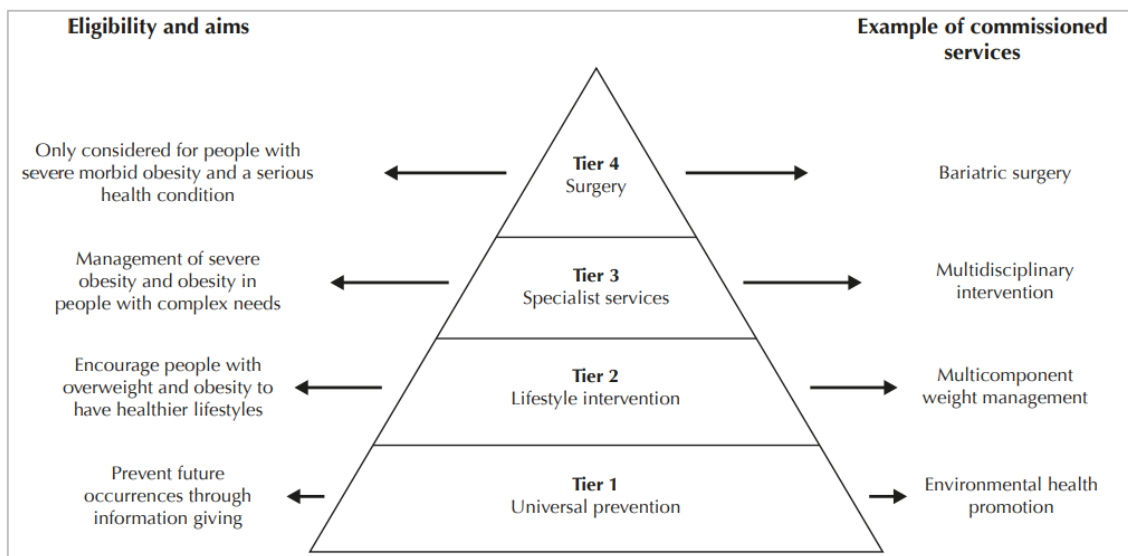 Eligibility and aims
Example of commissioned
services
Only considered for people with
severe morbid obesity and a serious
health condition
Tier 4
Surgery
Bariatric surgery
Management of severe
obesity and obesity in
people with complex needs
Tier 3
Specialist services
Multidisciplinary
intervention
Encourage people with
overweight and obesity to
have healthier lifestyles
Tier 2
Lifestyle intervention
Multicomponent
weight management
Prevent future
occurrences through
information giving
Tier 1
Universal prevention
Environmental health
promotion